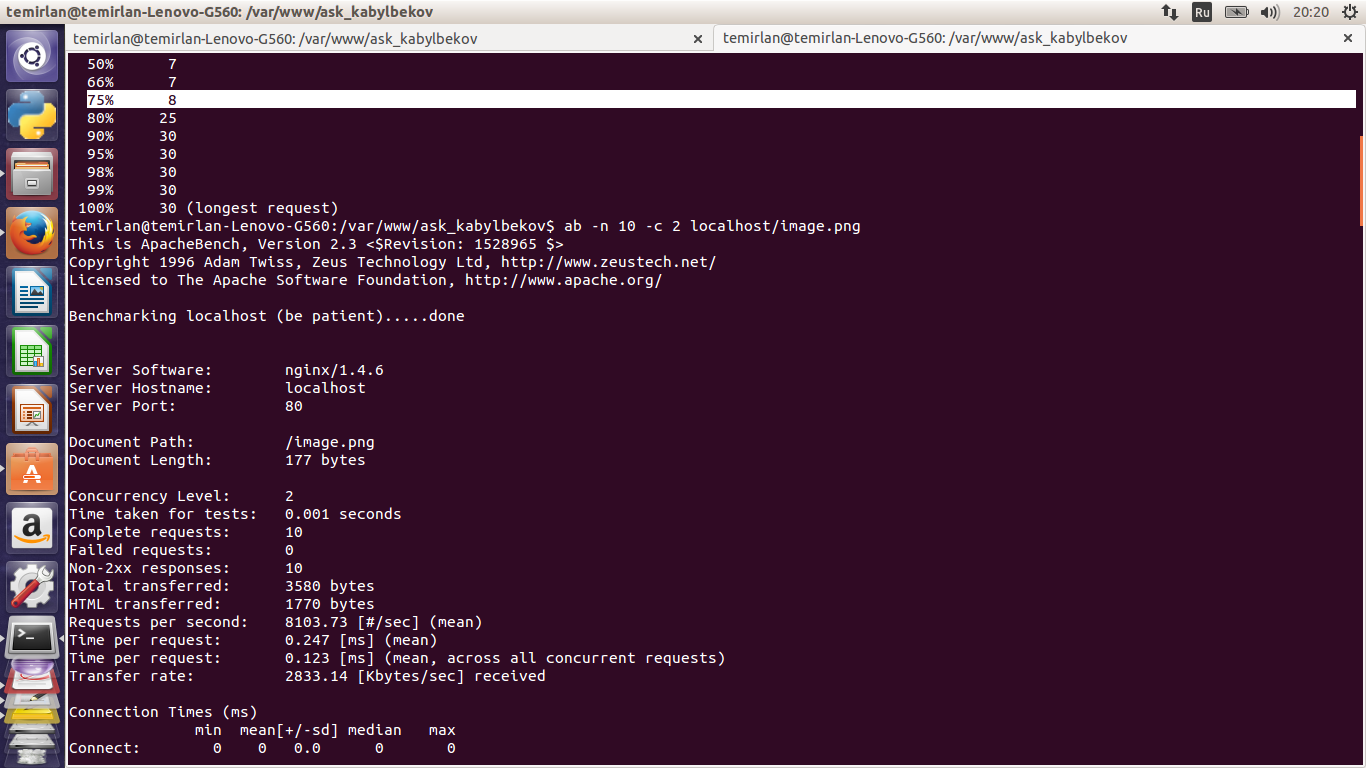 temirlan@temirlan-Lenovo-G560: /var/www/ask_kabylbekov
Ru
20:20
temirlan@temirlan-Lenovo-G560: /var/www/ask_kabylbekov
temirlan@temirlan-Lenovo-G560: /var/www/ask_kabylbekov
50% 7
66% 7
75% 8
80% 25
90% 30
95% 30
98% 30
99% 30
100% 30 (longest request)
temirlan@temirlan-Lenovo-G560:/var/www/ask_kabylbekov$ ab -n 10 -c 2 localhost/image.png
This is ApacheBench, Version 2.3 <$Revision: 1528965 $>
Copyright 1996 Adam Twiss, Zeus Technology Ltd, http://www.zeustech.net/
Licensed to The Apache Software Foundation, http://www.apache.org/
Benchmarking localhost (be patient).....done
Server Software: nginx/1.4.6
Server Hostname: localhost
Server Port: 80
Document Path: /image.png
Document Length: 177 bytes
Concurrency Level: 2
Time taken for tests: 0.001 seconds
Complete requests: 10
Failed requests: 0
Non-2xx responses: 10
Total transferred: 3580 bytes
HTML transferred: 1770 bytes
Requests per second: 8103.73 [#/sec] (mean)
Time per request: 0.247 [ms] (mean)
Time per request: 0.123 [ms] (mean, across all concurrent requests)
Transfer rate: 2833.14 [Kbytes/sec] received
Connection Times (ms)
min mean[+/-sd] median max
Connect: 0 0 0.0 0 0